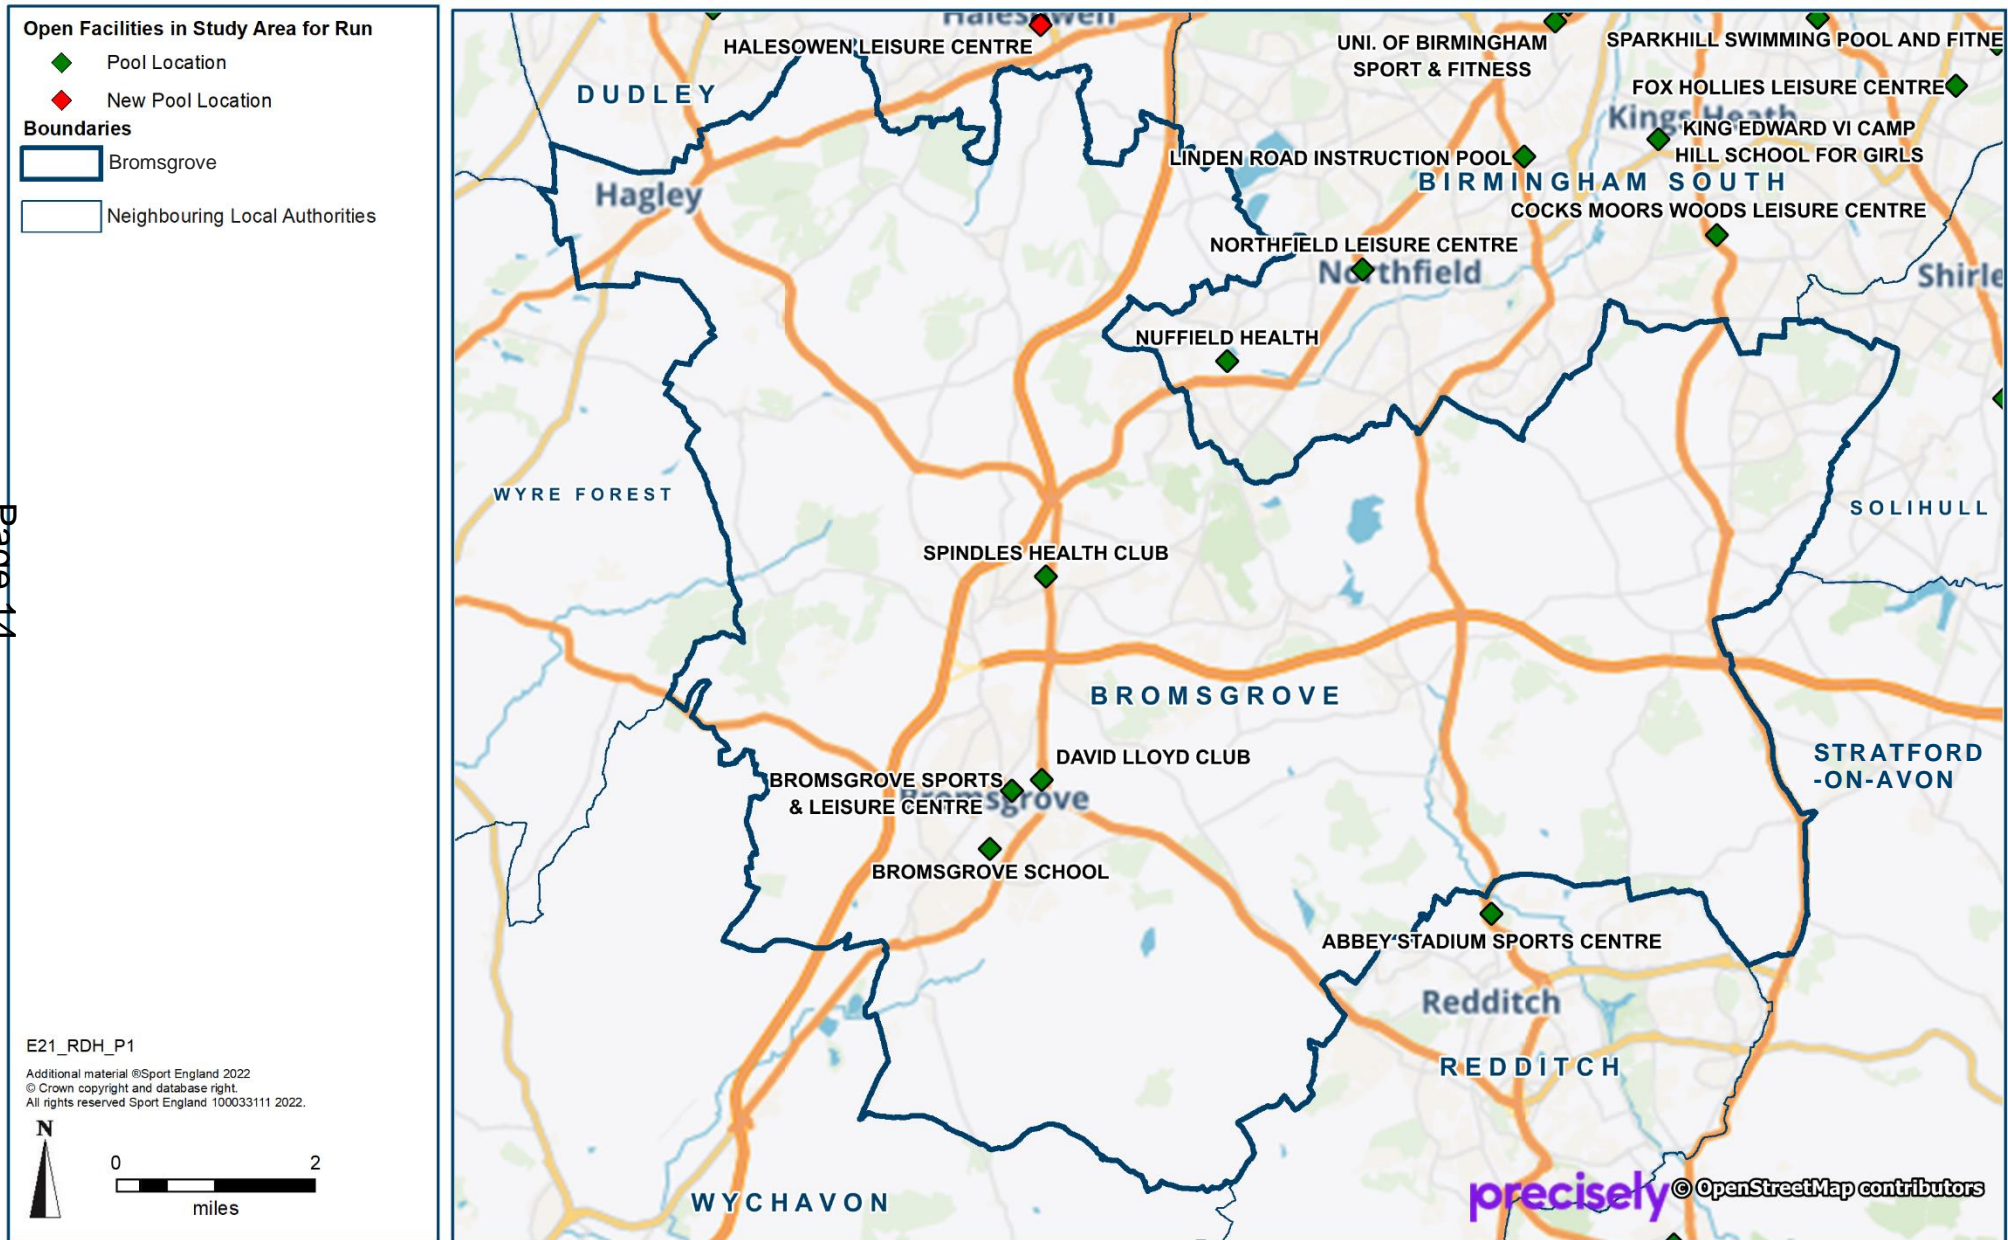 Open Facilities in Study Area for Run
Pool Location
New Pool Location
Boundaries
Bromsgrove
Neighbouring Local Authorities
E21_RDH_P1
Additional material ®Sport England 2022
© Crown copyright and database right.
All rights reserved Sport England 100033111 2022.
N
0 2
miles
Halesowen
HALESOWEN LEISURE CENTRE
UNI. OF BIRMINGHAM
SPORT & FITNESS
SPARKHILL SWIMMING POOL AND FITNE
DUDLEY
FOX HOLLIES LEISURE CENTRE
Kings Heath
KING EDWARD VI CAMP
HILL SCHOOL FOR GIRLS
LINDEN ROAD INSTRUCTION POOL
BIRMINGHAM SOUTH
Hagley
COCKS MOORS WOODS LEISURE CENTRE
NORTHFIELD LEISURE CENTRE
Northfield
Shirle
NUFFIELD HEALTH
WYRE FOREST
SOLIHULL
SPINDLES HEALTH CLUB
BROMSGROVE
DAVID LLOYD CLUB
STRATFORD
-ON-AVON
BROMSGROVE SPORTS
& LEISURE CENTRE
Bromsgrove
BROMSGROVE SCHOOL
ABBEY STADIUM SPORTS CENTRE
Redditch
REDDITCH
WYCHAVON
precisely © OpenStreetMap contributors